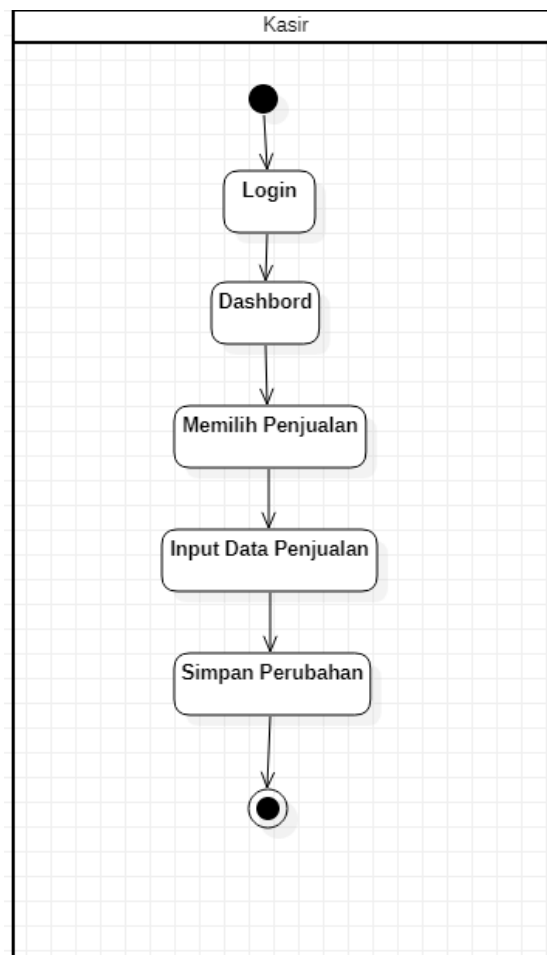 Kasir
Login
Dashbord
Memilih Penjualan
Input Data Penjualan
Simpan Perubahan